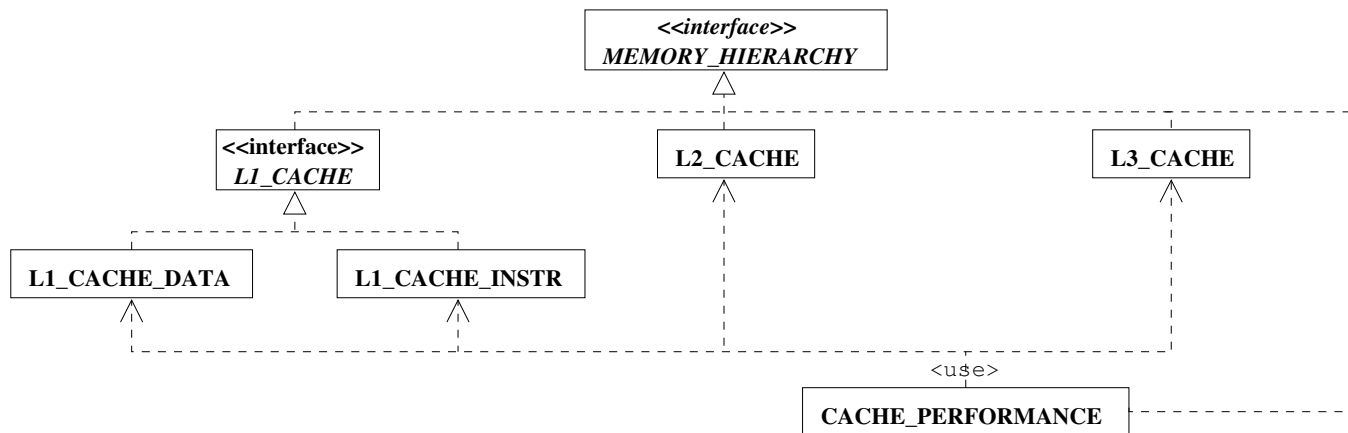 <<interface>>
MEMORY_HIERARCHY
<<interface>>
L1_CACHE
L2_CACHE
L3_CACHE
L1_CACHE_DATA
L1_CACHE_INSTR
<use>
CACHE_PERFORMANCE